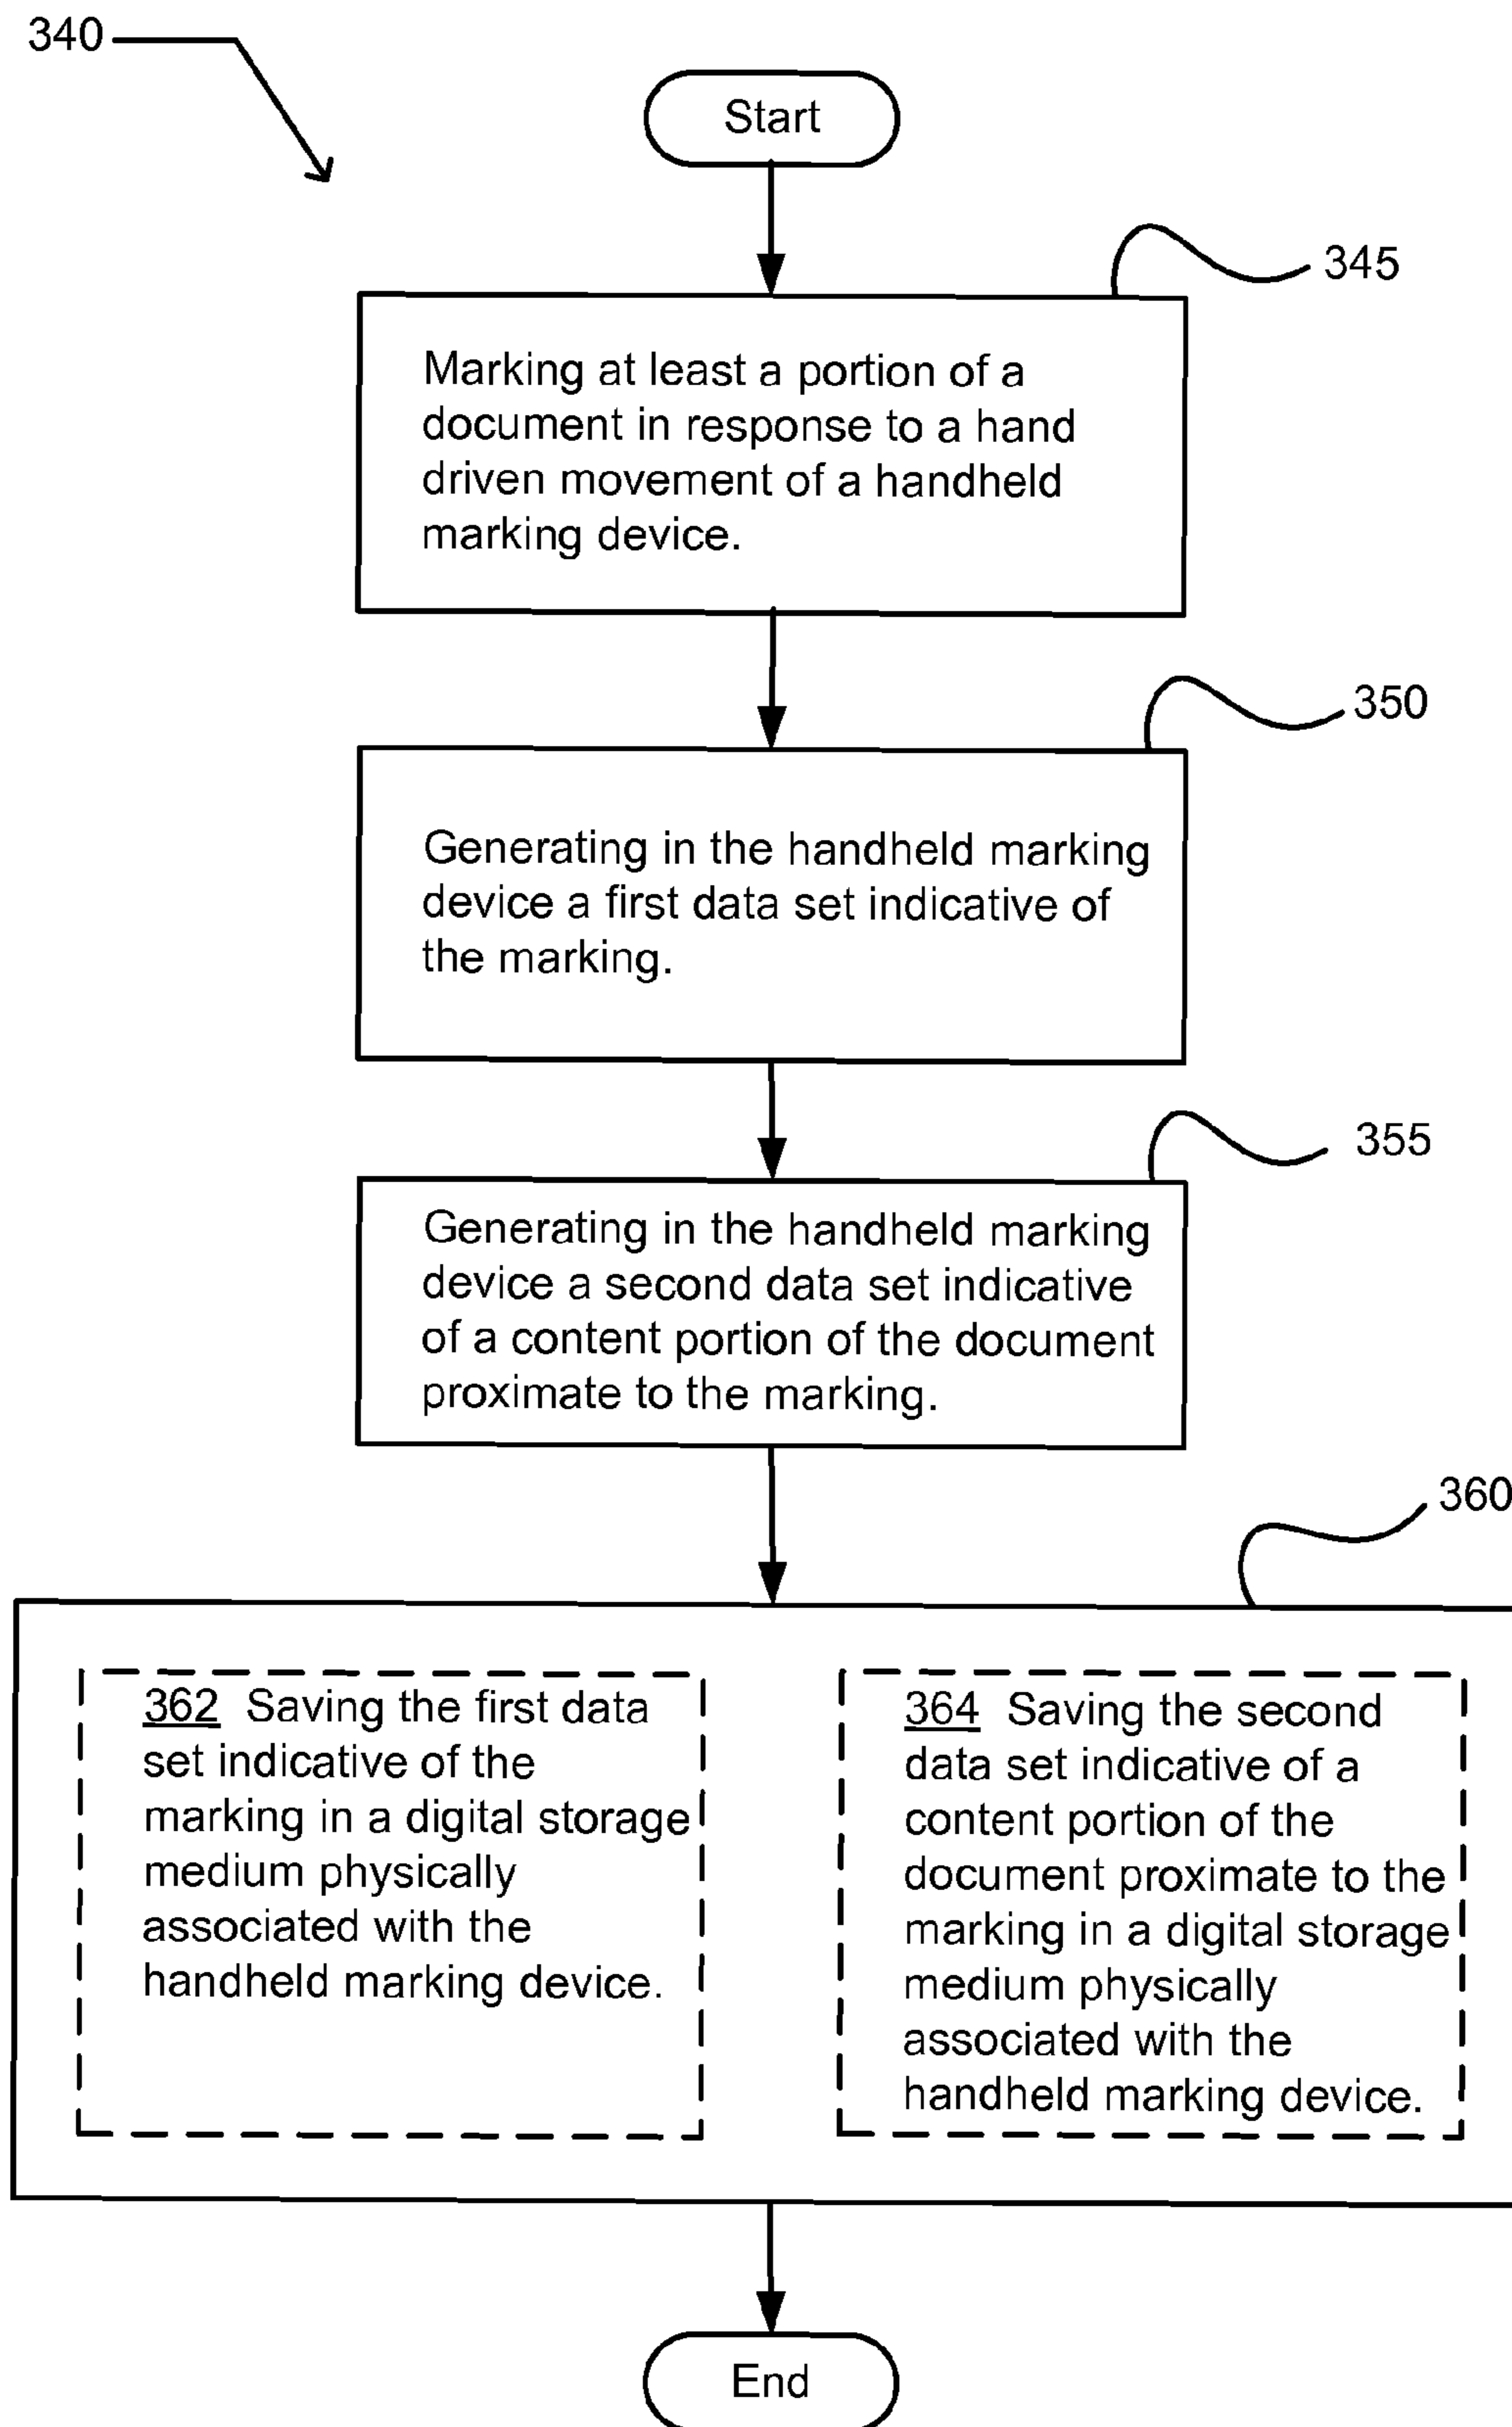 340
Start
345
Marking at least a portion of a
document in response to a hand
driven movement of a handheld
marking device.
350
Generating in the handheld marking
device a first data set indicative of
the marking.
355
Generating in the handheld marking
device a second data set indicative
of a content portion of the document
proximate to the marking.
360
362 Saving the first data
set indicative of the
marking in a digital storage
medium physically
associated with the
handheld marking device.
364 Saving the second
data set indicative of a
content portion of the
document proximate to the
marking in a digital storage
medium physically
associated with the
handheld marking device.
End